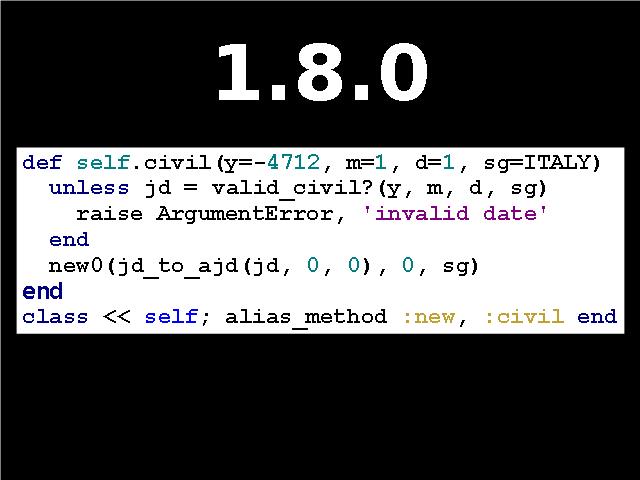 1.8.0
def self.civil(y=-4712, m=1, d=1, sg=ITALY)
  unless jd = valid_civil?(y, m, d, sg)
    raise ArgumentError, 'invalid date'
  end
  new0(jd_to_ajd(jd, 0, 0), 0, sg)
end
class << self; alias_method :new, :civil end